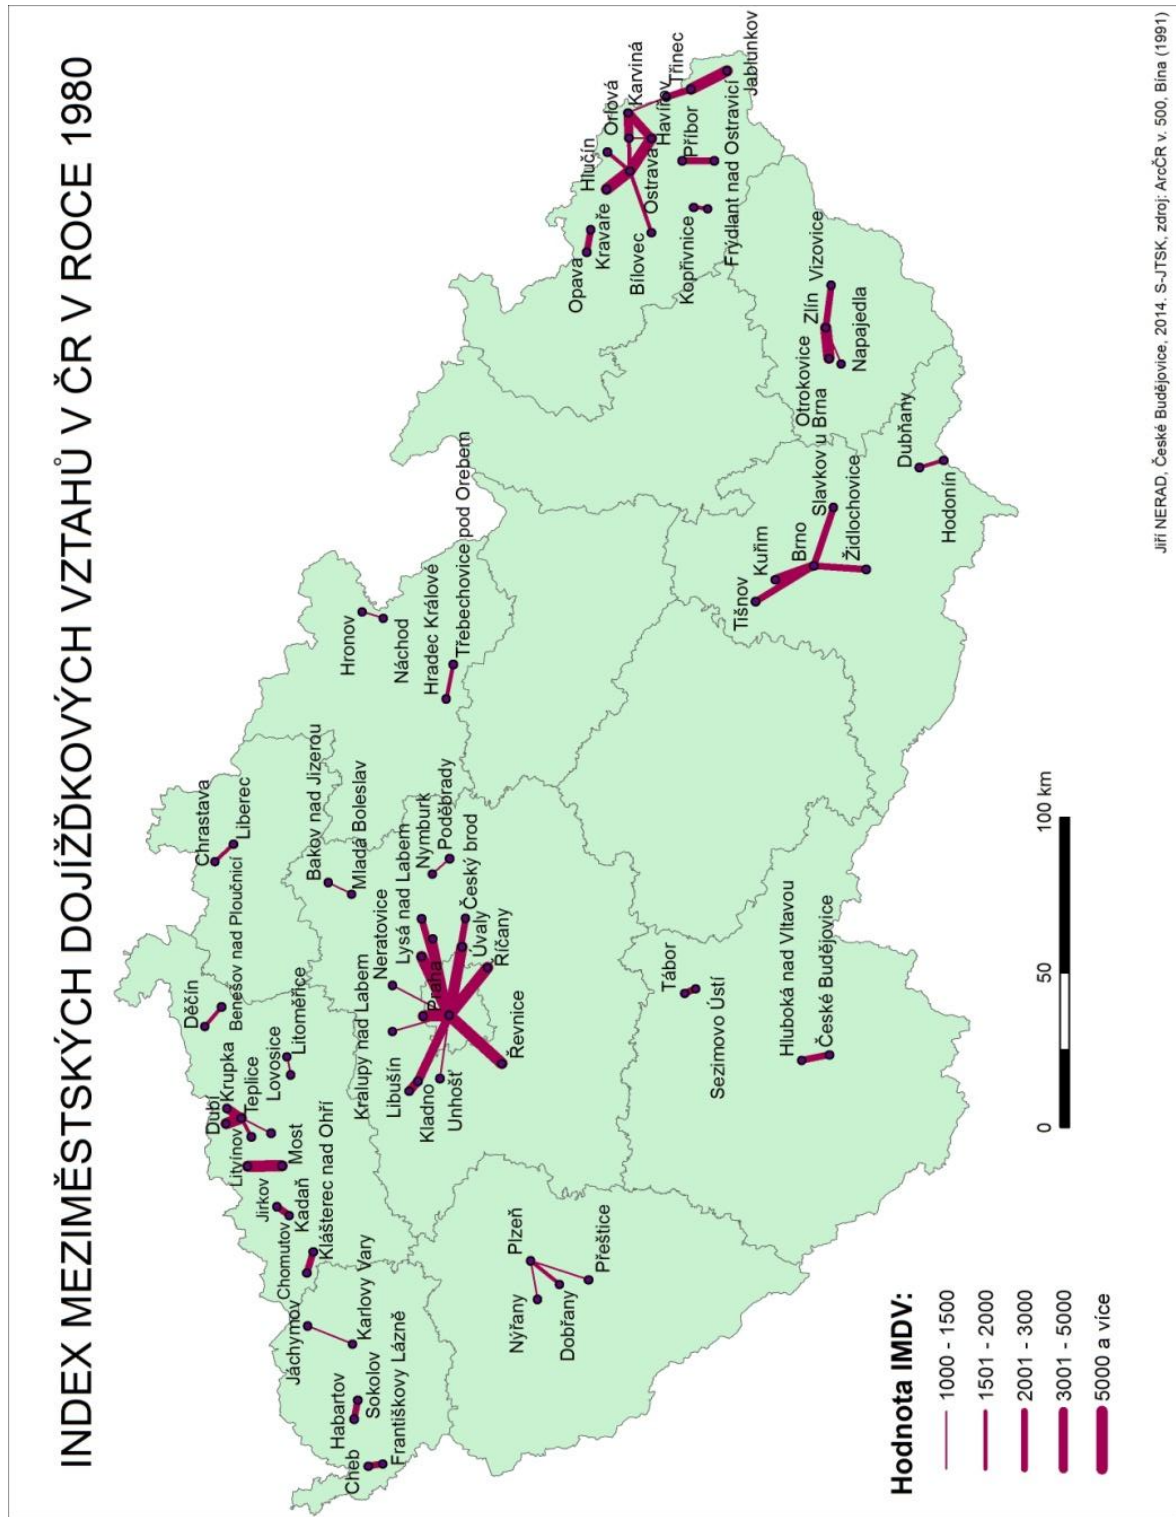 INDEX MEZIMĚSTSKÝCH DOJÍŽĎKOVÝCH VZTAHŮ V ČR V ROCE 1980
Děčín
Benešov nad Ploučnicí
Chrastava
Liberec
Dubí
Krupka
Teplice
Lovosice
Litoměřice
Litvínov
Most
Jirkov
Chomutov
Kadaň
Klášterec nad Ohří
Jáchymov
Karlovy Vary
Habartov
Sokolov
Cheb
Františkovy Lázně
Bakov nad Jizerou
Mladá Boleslav
Hronov
Náchod
Hradec Králové
Třebechovice pod Orebem
Kralupy nad Labem
Neratovice
Lysá nad Labem
Nymburk
Poděbrady
Český brod
Úvaly
Říčany
Praha
Libušín
Kladno
Unhošť
Řevnice
Nýřany
Plzeň
Dobřany
Přeštice
Tábor
Sezimovo Ústí
Hluboká nad Vltavou
České Budějovice
Tišnov
Kuřim
Brno
Slavkov u Brna
Židlochovice
Dubňany
Hodonín
Otrokovice
Zlín
Vizovice
Napajedla
Opava
Kravaře
Hlučín
Orlová
Karviná
Bílovec
Ostrava
Havířov
Třinec
Jablunkov
Kopřivnice
Příbor
Frýdlant nad Ostravicí
Hodnota IMDV:
1000 - 1500
1501 - 2000
2001 - 3000
3001 - 5000
5000 a více
0 50 100 km
Jiří NERAD, České Budějovice, 2014. S-JTSK, zdroj: ArcČR v. 500, Bína (1991)